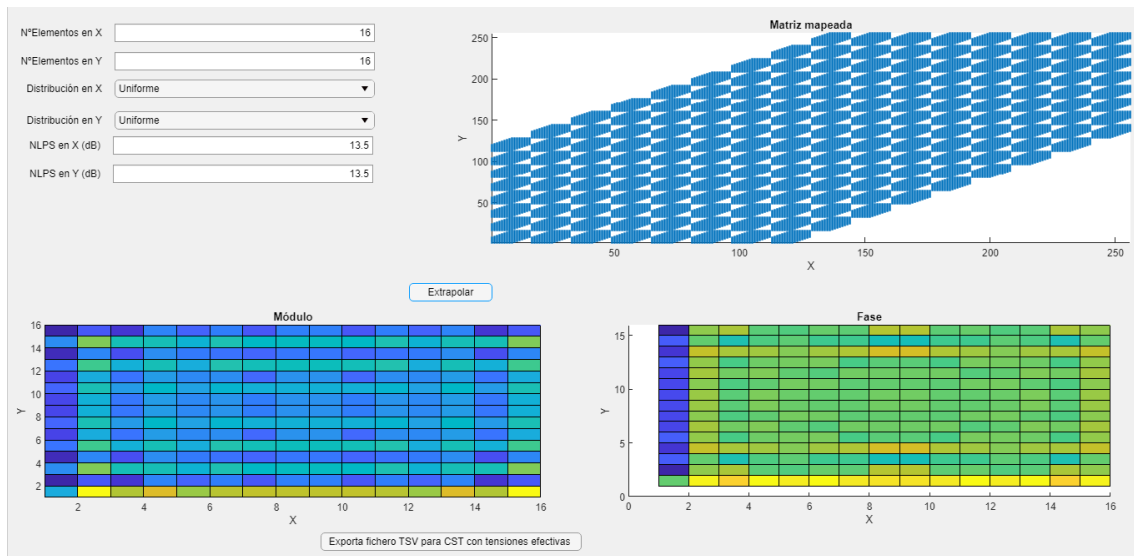 Matriz mapeada
NºElementos en X 16
NºElementos en Y 16
Distribución en X Uniforme
Distribución en Y Uniforme
NLPS en X (dB) 13.5
NLPS en Y (dB) 13.5
250
200
150
100
50
Y
50 100 150 200 250
X
Extrapolar
Módulo
16
14
12
10
8
6
4
2
Y
2 4 6 8 10 12 14 16
X
Fase
15
10
5
0
Y
0 2 4 6 8 10 12 14 16
X
Exporta fichero TSV para CST con tensiones efectivas